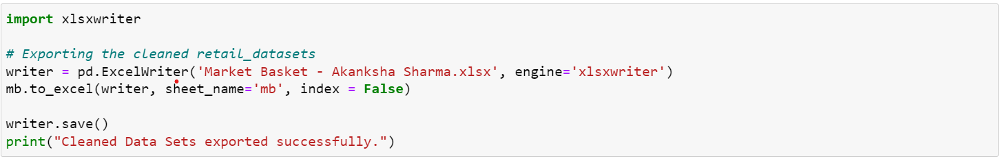 import xlsxwriter
# Exporting the cleaned retail_datasets
writer = pd.ExcelWriter('Market Basket - Akanksha Sharma.xlsx', engine='xlsxwriter')
mb.to_excel(writer, sheet_name='mb', index = False)
writer.save()
print("Cleaned Data Sets exported successfully.")